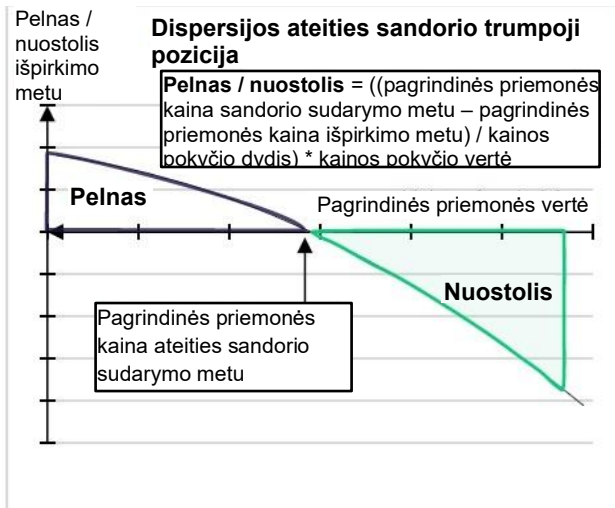 Pelnas /
nuostolis
išpirkimo
metu
Dispersijos ateities sandorio trumpoji
pozicija
Pelnas / nuostolis = ((pagrindinės priemonės
kaina sandorio sudarymo metu – pagrindinės
priemonės kaina išpirkimo metu) / kainos
pokyčio dydis) * kainos pokyčio vertė
Pelnas
Pagrindinės priemonės vertė
Nuostolis
Pagrindinės priemonės
kaina ateities sandorio
sudarymo metu